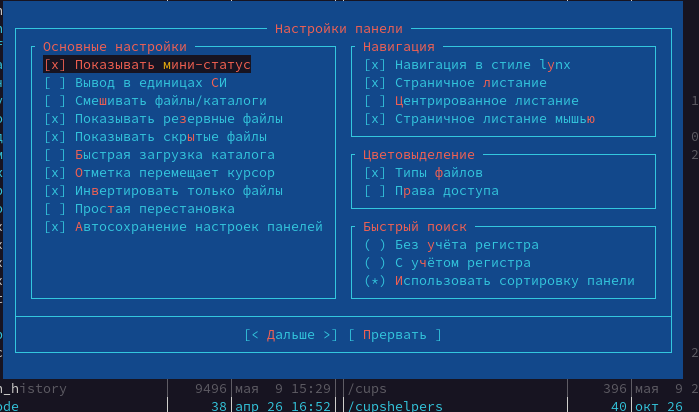 Настройки панели
Основные настройки
[x] Показывать мини-статус
[ ] Вывод в единицах СИ
[ ] Смешивать файлы/каталоги
[x] Показывать резервные файлы
[x] Показывать скрытые файлы
[ ] Быстрая загрузка каталога
[x] Отметка перемещает курсор
[x] Инвертировать только файлы
[ ] Простая перестановка
[x] Автосохранение настроек панелей
Навигация
[x] Навигация в стиле lynx
[x] Страничное листание
[ ] Центрированное листание
[x] Страничное листание мышью
Цветовыделение
[x] Типы файлов
[ ] Права доступа
Быстрый поиск
( ) Без учёта регистра
( ) С учётом регистра
(*) Использовать сортировку панели
[< Дальше >] [ Прервать ]
n_history 9496 мая 9 15:29 /cups 396 мая 9 2
ode 38 апр 26 16:52 /cupshelpers 40 окт 26